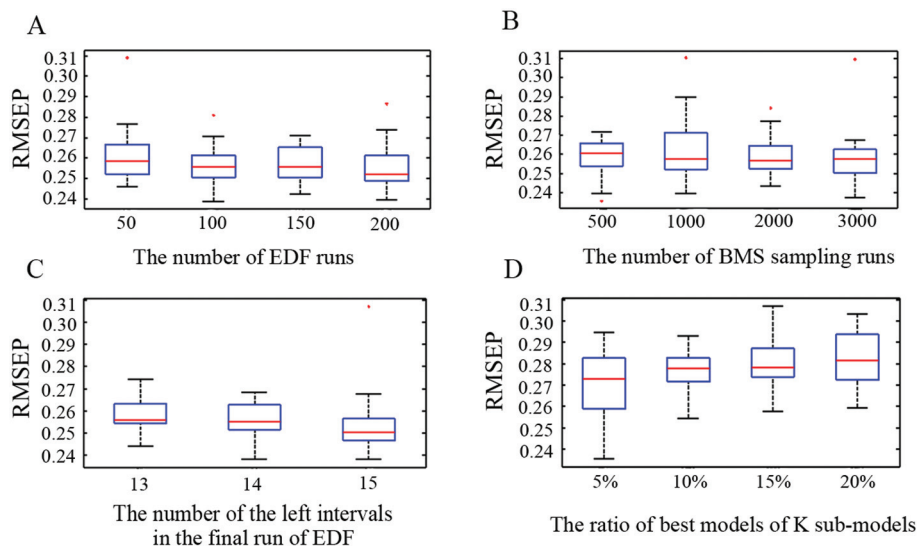 A
0.31
0.30
0.29
0.28
0.27
0.26
0.25
0.24
RMSEP
50 100 150 200
The number of EDF runs
B
0.31
0.30
0.29
0.28
0.27
0.26
0.25
0.24
RMSEP
500 1000 2000 3000
The number of BMS sampling runs
C
0.31
0.30
0.29
0.28
0.27
0.26
0.25
0.24
RMSEP
13 14 15
The number of the left intervals
in the final run of EDF
D
0.31
0.30
0.29
0.28
0.27
0.26
0.25
0.24
RMSEP
5% 10% 15% 20%
The ratio of best models of K sub-models